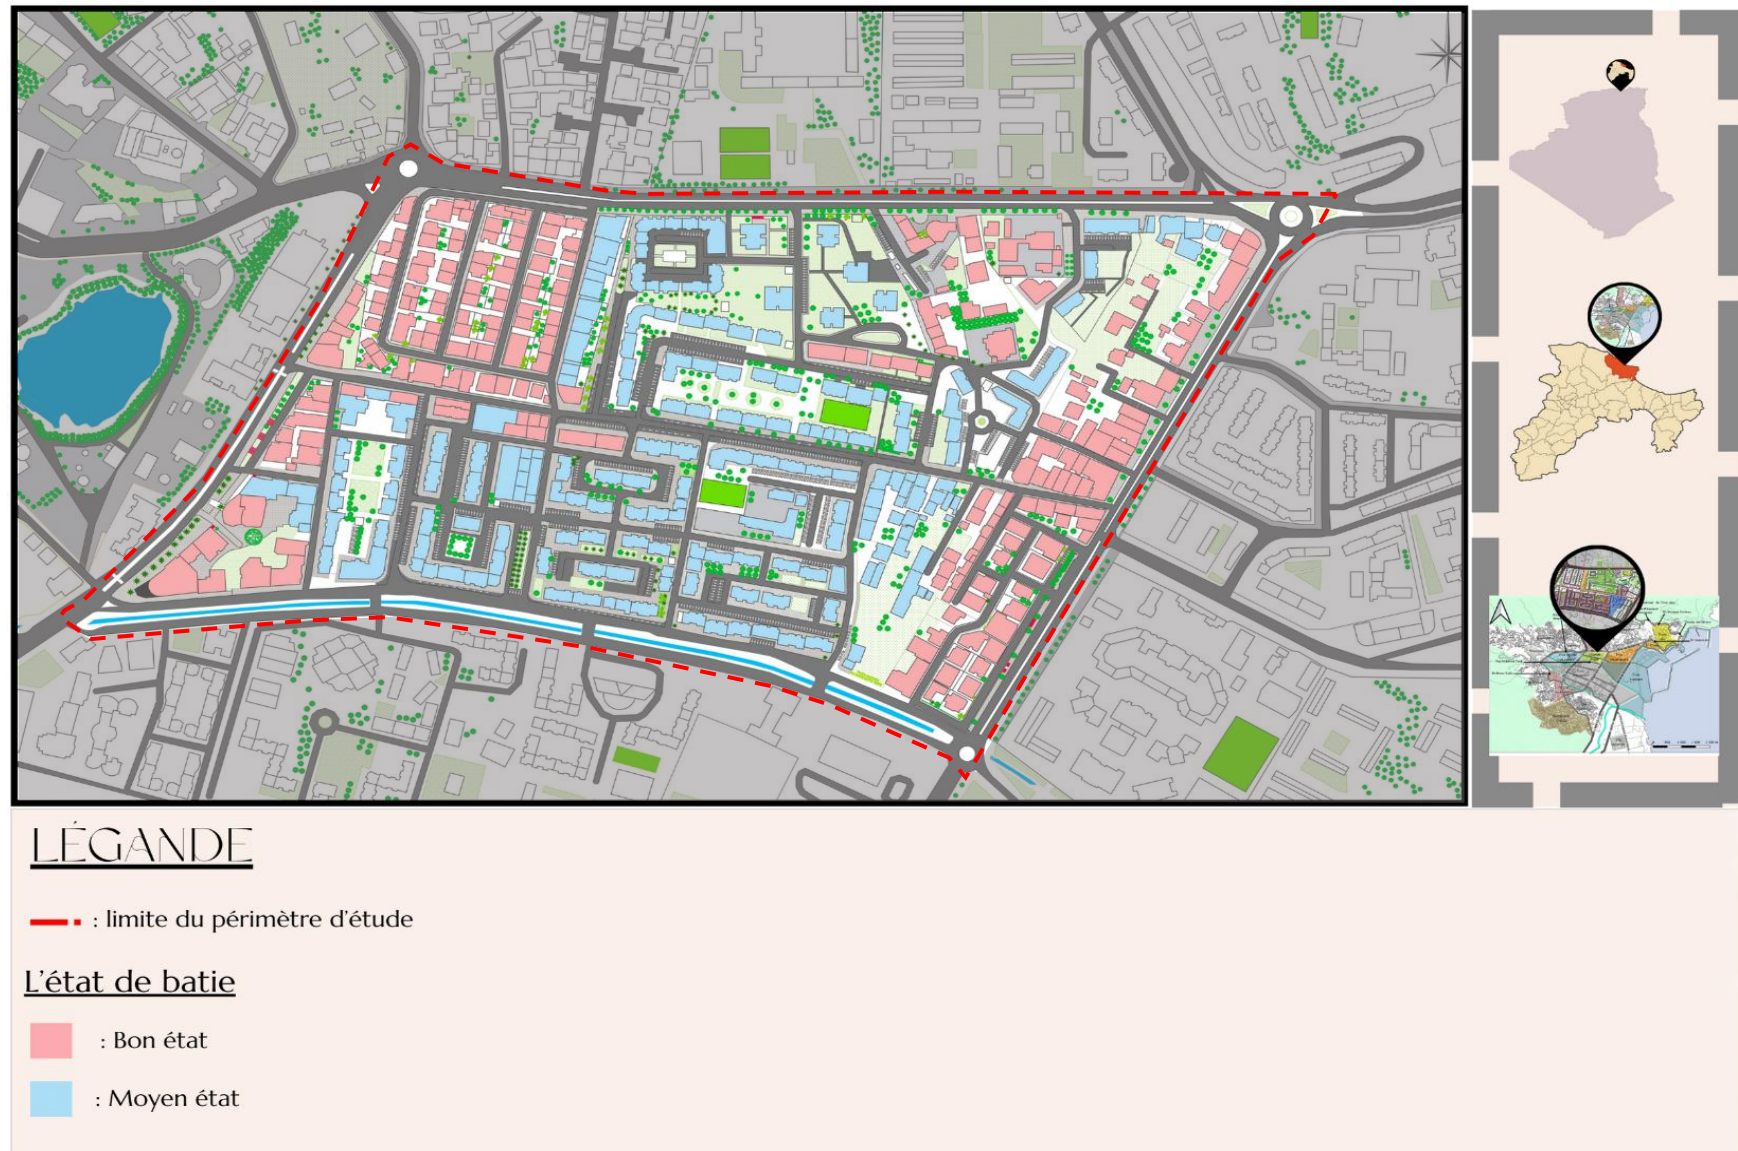 LÉGANDE
: limite du périmètre d'étude
L'état de batie
: Bon état
: Moyen état